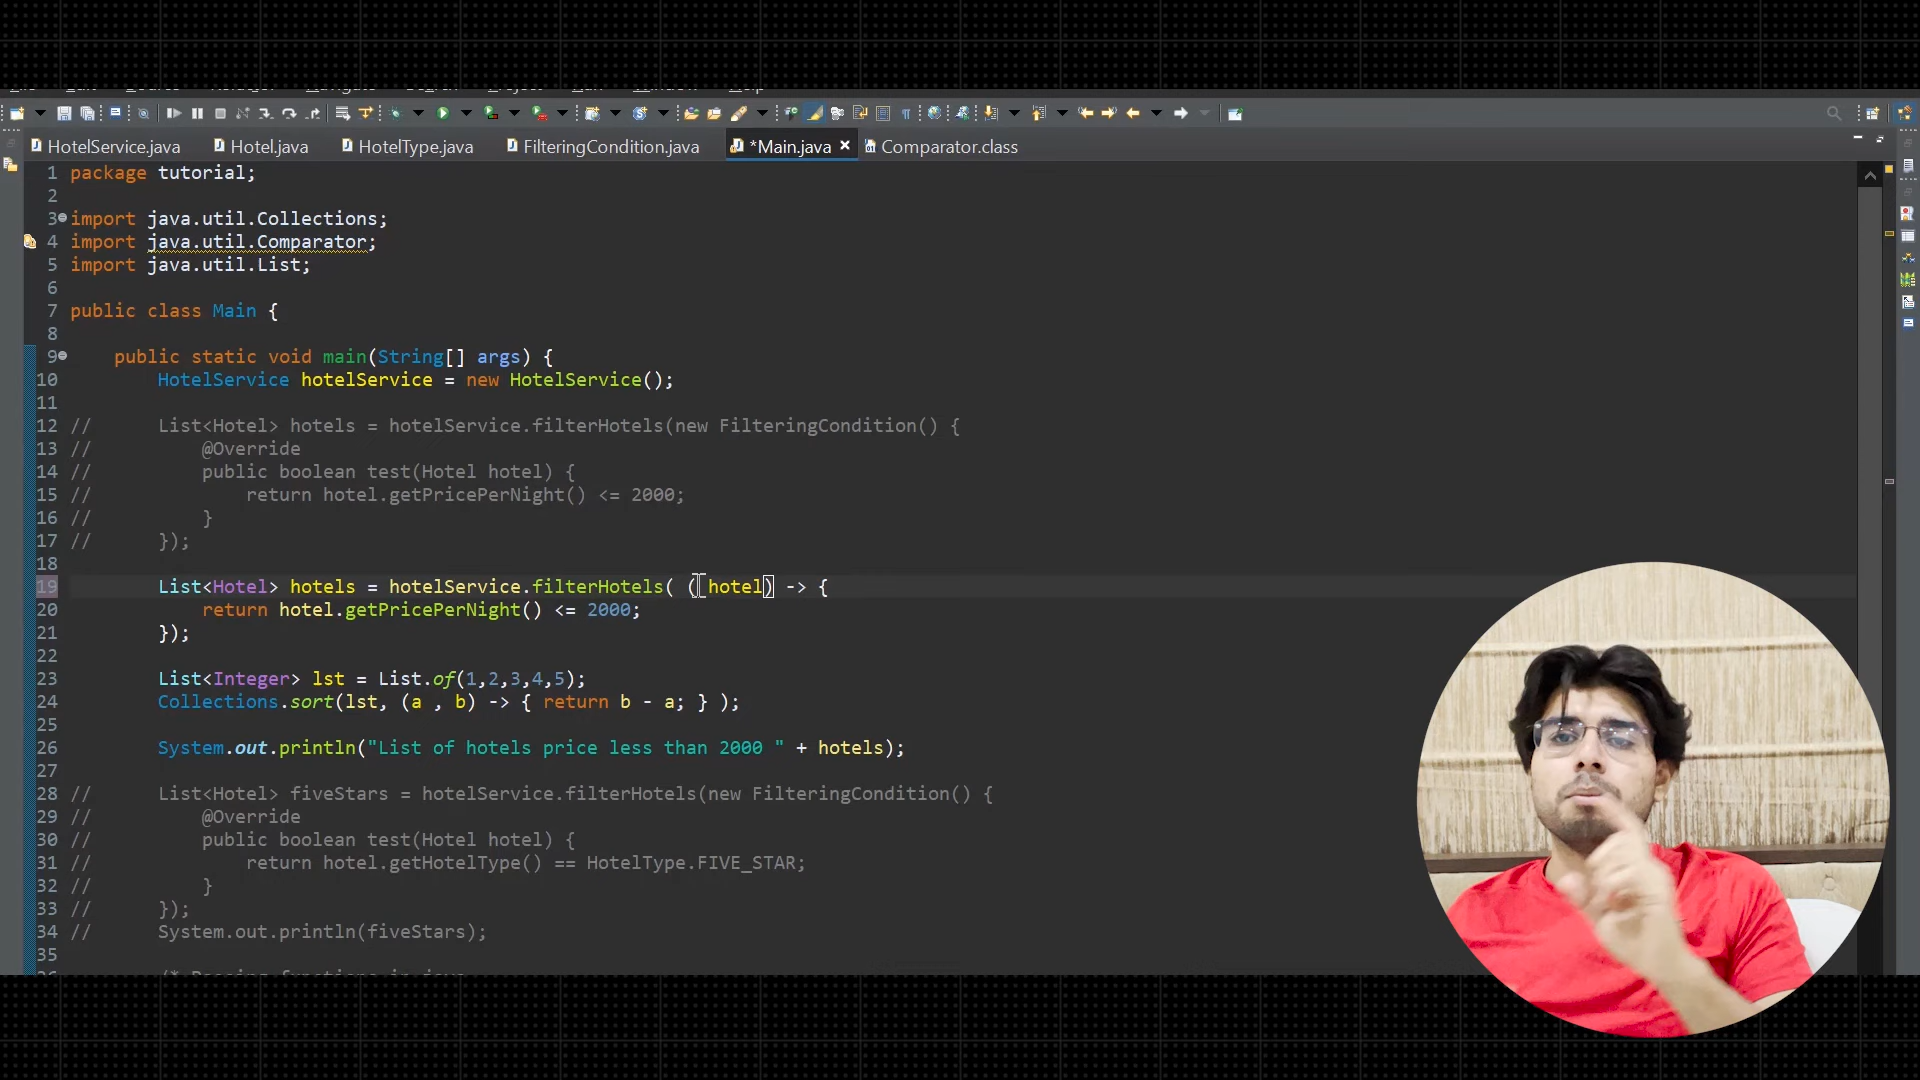 HotelService.java Hotel.java HotelType.java FilteringCondition.java *Main.java Comparator.class
1 package tutorial;
2
3 import java.util.Collections;
4 import java.util.Comparator;
5 import java.util.List;
6
7 public class Main {
8
9 public static void main(String[] args) {
10 HotelService hotelService = new HotelService();
11
12 // List<Hotel> hotels = hotelService.filterHotels(new FilteringCondition() {
13 // @Override
14 // public boolean test(Hotel hotel) {
15 // return hotel.getPricePerNight() <= 2000;
16 // }
17 // });
18
19 List<Hotel> hotels = hotelService.filterHotels( ( hotel) -> {
20 return hotel.getPricePerNight() <= 2000;
21 });
22
23 List<Integer> lst = List.of(1,2,3,4,5);
24 Collections.sort(lst, (a , b) -> { return b - a; } );
25
26 System.out.println("List of hotels price less than 2000 " + hotels);
27
28 // List<Hotel> fiveStars = hotelService.filterHotels(new FilteringCondition() {
29 // @Override
30 // public boolean test(Hotel hotel) {
31 // return hotel.getHotelType() == HotelType.FIVE_STAR;
32 // }
33 // });
34 // System.out.println(fiveStars);
35